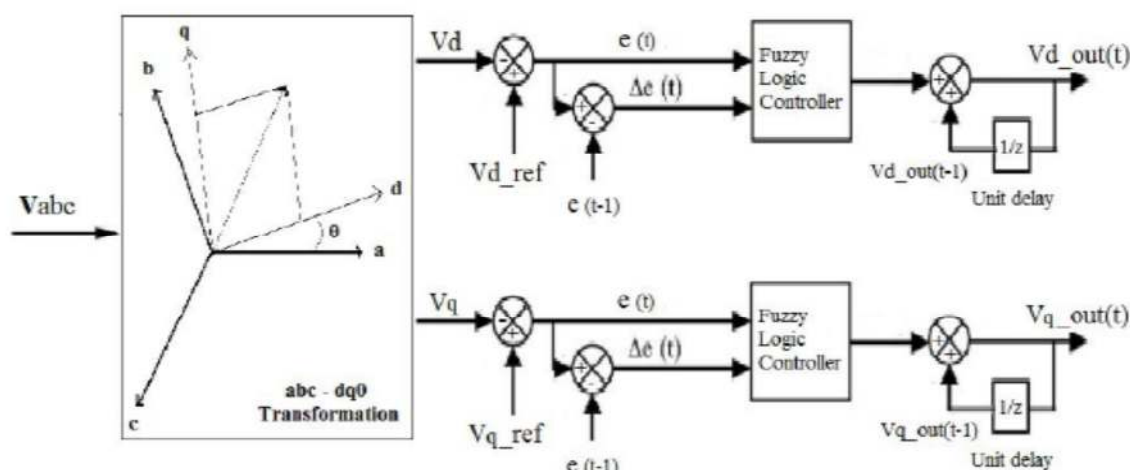 Vabc
q
b
d
θ
a
c
abc - dq0
Transformation
Vd
-
+
Vd_ref
e (t)
+
-
Δe (t)
e (t-1)
Fuzzy
Logic
Controller
+
+
Vd_out(t)
1/z
Vd_out(t-1)
Unit delay
Vq
-
+
Vq_ref
e (t)
+
-
Δe (t)
e (t-1)
Fuzzy
Logic
Controller
+
+
Vq_out(t)
1/z
Vq_out(t-1)
Unit delay